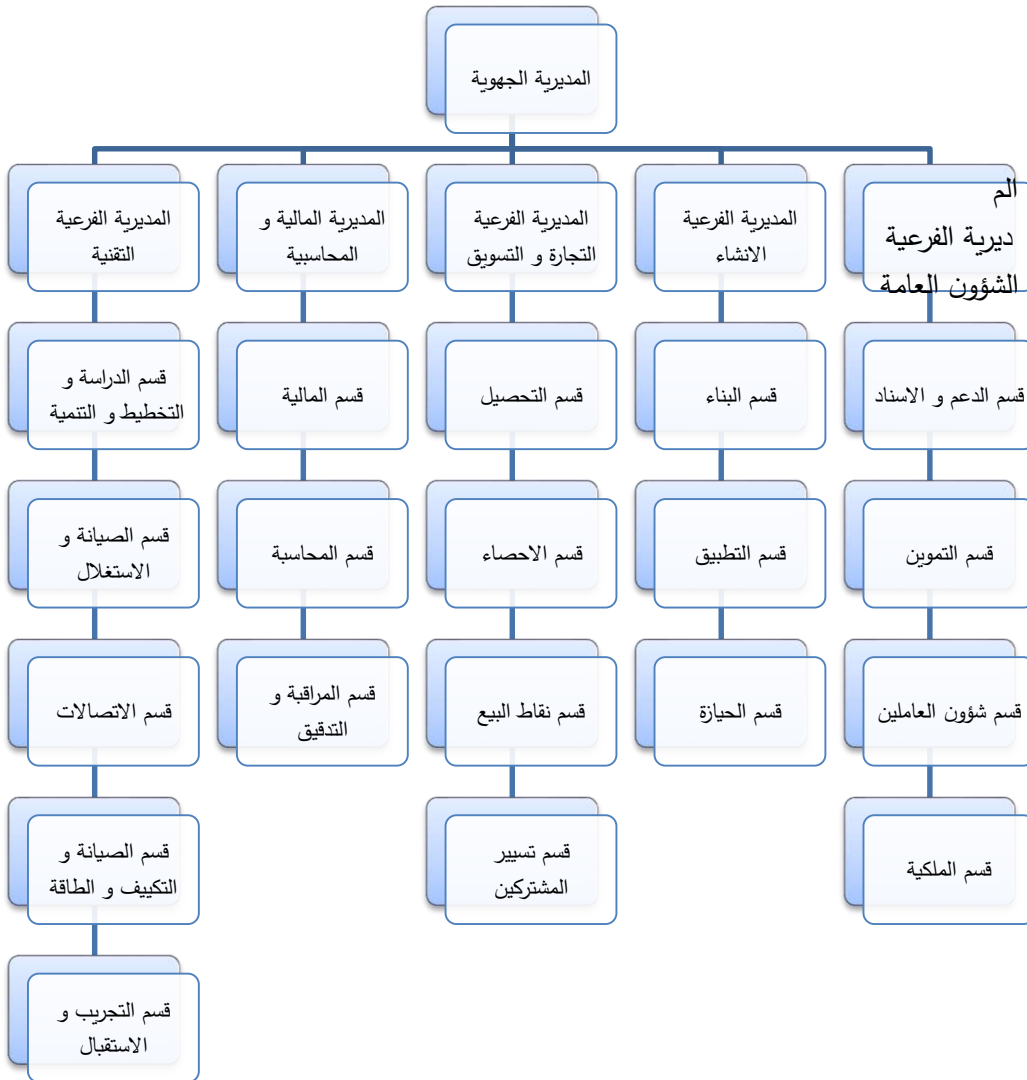 المديرية الجهوية
الم
ديرية الفرعية
الشؤون العامة
المديرية الفرعية
الانشاء
المديرية الفرعية
التجارة و التسويق
المديرية المالية و
المحاسبية
المديرية الفرعية
التقنية
قسم الدعم و الاسناد
قسم البناء
قسم التحصيل
قسم المالية
قسم الدراسة و
التخطيط و التنمية
قسم التموين
قسم التطبيق
قسم الاحصاء
قسم المحاسبة
قسم الصيانة و
الاستغلال
قسم شؤون العاملين
قسم الحيازة
قسم نقاط البيع
قسم المراقبة و
التدقيق
قسم الاتصالات
قسم الملكية
قسم تسيير
المشتركين
قسم الصيانة و
التكييف و الطاقة
قسم التجريب و
الاستقبال